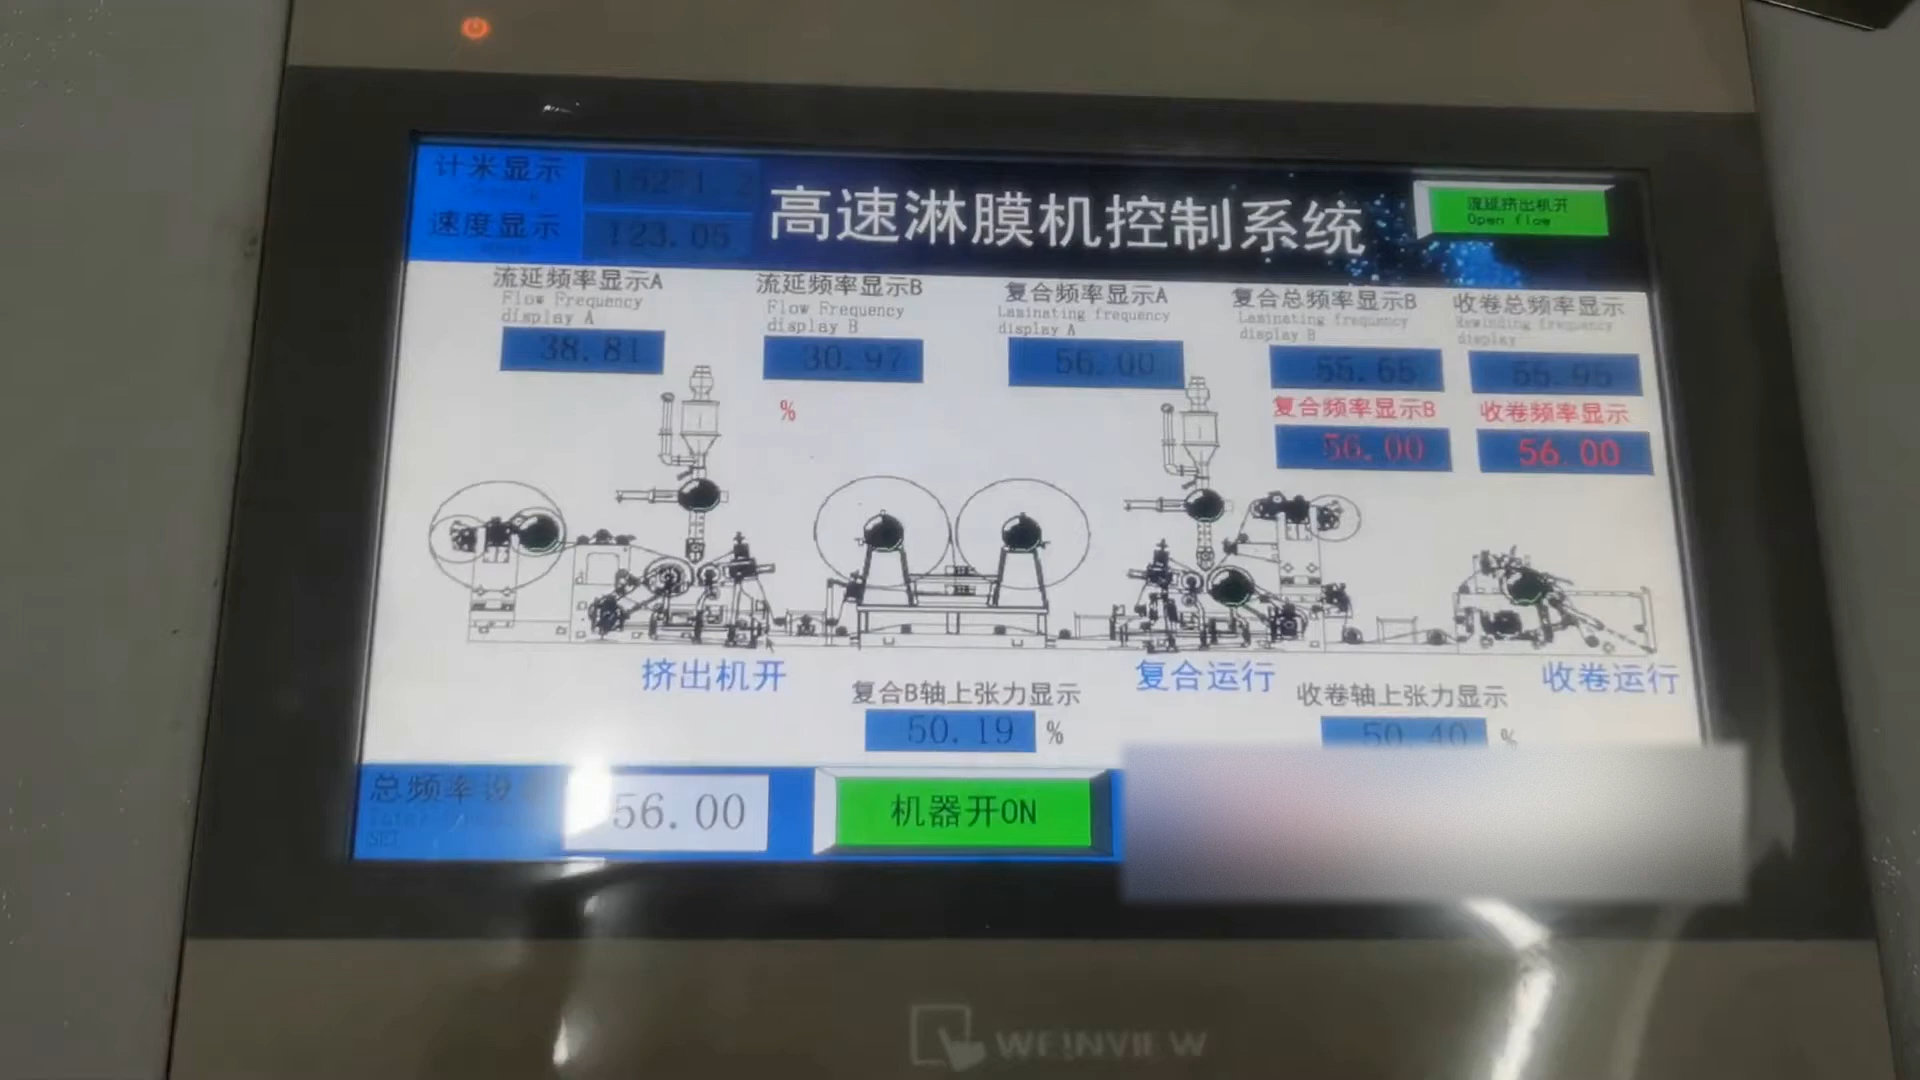 计米显示
15271.2
高速淋膜机控制系统
流延挤出机开
Open flow
速度显示
123.05
流延频率显示A
Flow Frequency
display A
38.81
流延频率显示B
Flow Frequency
display B
30.97
%
复合频率显示A
Laminating frequency
display A
56.00
复合总频率显示B
Laminating frequency
display B
55.65
收卷总频率显示
Rewinding frequency
display
55.95
复合频率显示B
56.00
收卷频率显示
56.00
挤出机开
复合运行
收卷运行
复合B轴上张力显示
50.19 %
收卷轴上张力显示
50.40 %
总频率设
SET
56.00
机器开ON
WEINVIEW